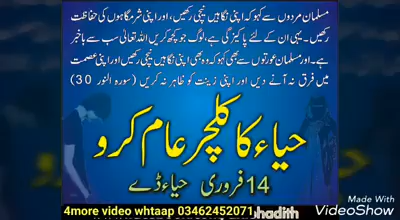 مسلمان مردوں سے کہو کہ اپنی نگاہیں نیچی رکھیں، اور اپنی شرمگاہوں کی حفاظت
رکھیں۔ یہی ان کے لئے پاکیزگی ہے، لوگ جو کچھ کریں اللہ تعالٰی سب سے باخبر
ہے۔ اور مسلمان عورتوں سے بھی کہو کہ وہ بھی اپنی نگاہیں نیچی رکھیں اور اپنی عصمت
میں فرق نہ آنے دیں اور اپنی زینت کو ظاہر نہ کریں (سورہ النور 30)
حیاء کا کلچر عام کرو
14 فروری حیاء ڈے
4more video whtaap 03462452071
hadith
Made With
VideoShow